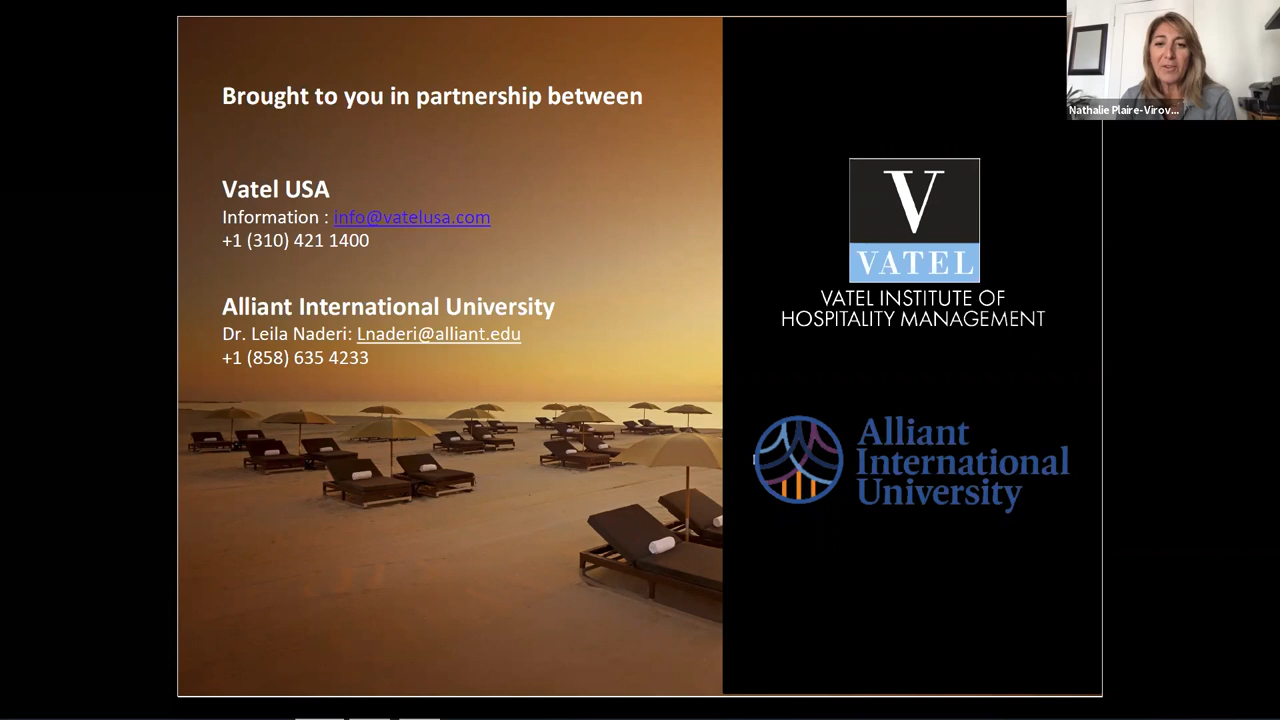 Brought to you in partnership between
Vatel USA
Information : info@vatelusa.com
+1 (310) 421 1400
Alliant International University
Dr. Leila Naderi: Lnaderi@alliant.edu
+1 (858) 635 4233
V
VATEL
VATEL INSTITUTE OF
HOSPITALITY MANAGEMENT
Alliant
International
University
Nathalie Plaire-Virov...